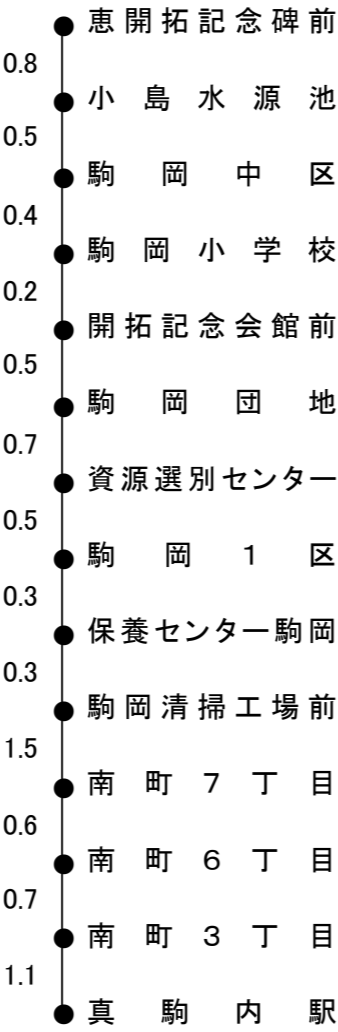 恵開拓記念碑前
0.8
小島水源池
0.5
駒岡中区
0.4
駒岡小学校
0.2
開拓記念会館前
0.5
駒岡団地
0.7
資源選別センター
0.5
駒岡1区
0.3
保養センター駒岡
0.3
駒岡清掃工場前
1.5
南町7丁目
0.6
南町6丁目
0.7
南町3丁目
1.1
真駒内駅